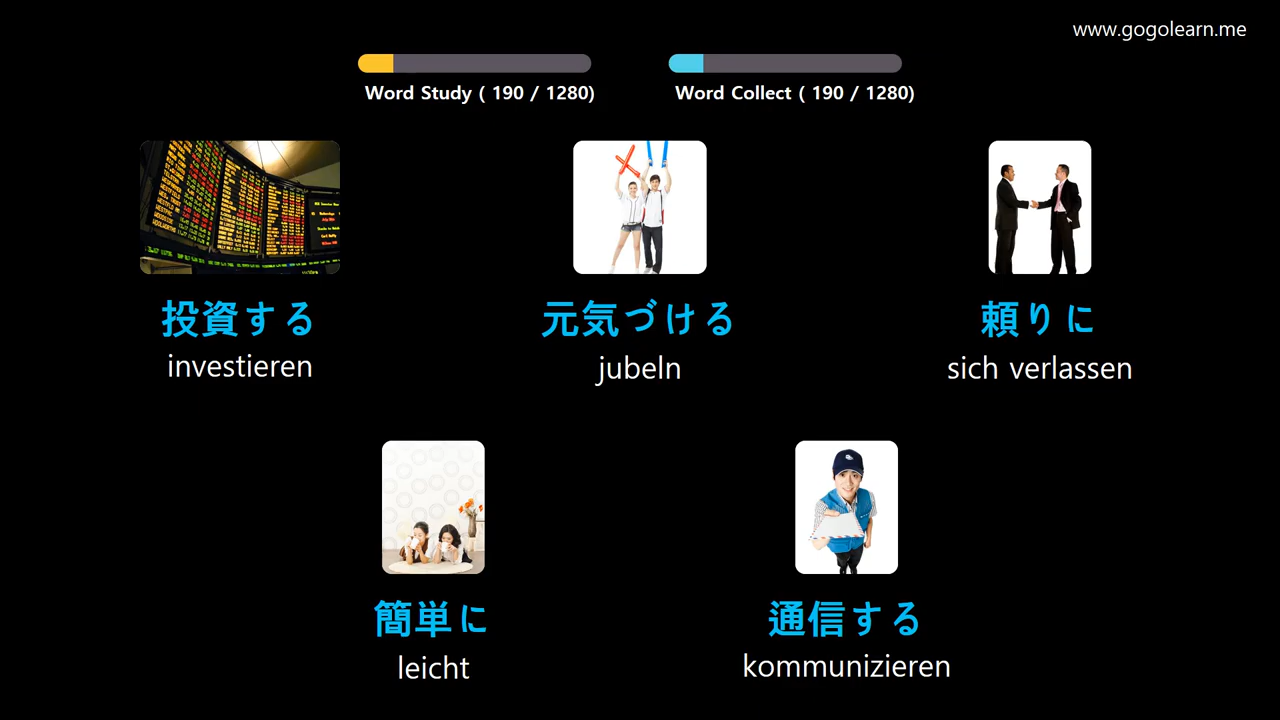 www.gogolearn.me
Word Study ( 190 / 1280)
Word Collect ( 190 / 1280)
投資する
investieren
元気づける
jubeln
頼りに
sich verlassen
簡単に
leicht
通信する
kommunizieren